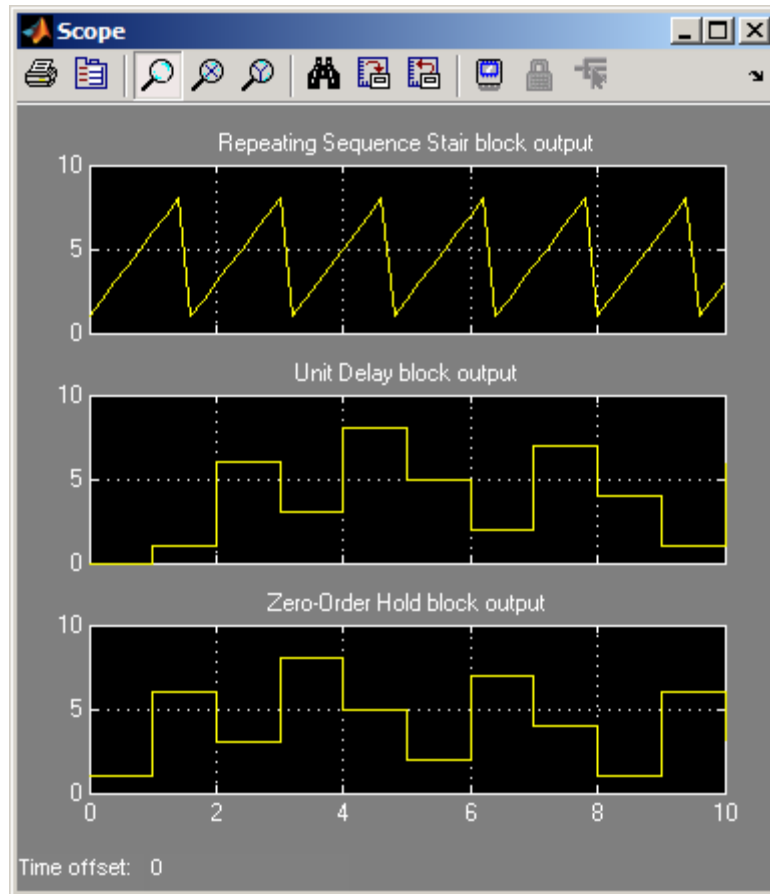 Scope
Repeating Sequence Stair block output
10
5
0
Unit Delay block output
10
5
0
Zero-Order Hold block output
10
5
0
0 2 4 6 8 10
Time offset: 0